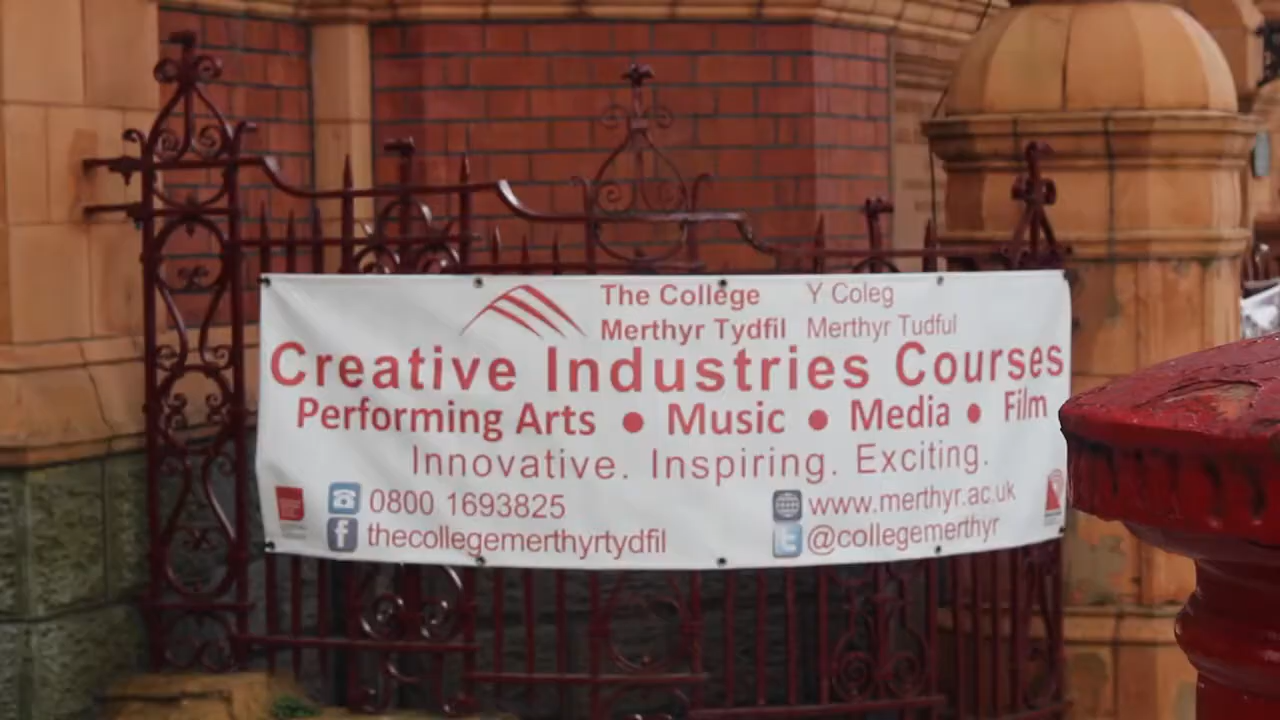 The College Y Coleg
Merthyr Tydfil Merthyr Tudful
Creative Industries Courses
Performing Arts • Music • Media • Film
Innovative. Inspiring. Exciting.
0800 1693825 www.merthyr.ac.uk
thecollegemerthyrtydfil @collegemerthyr